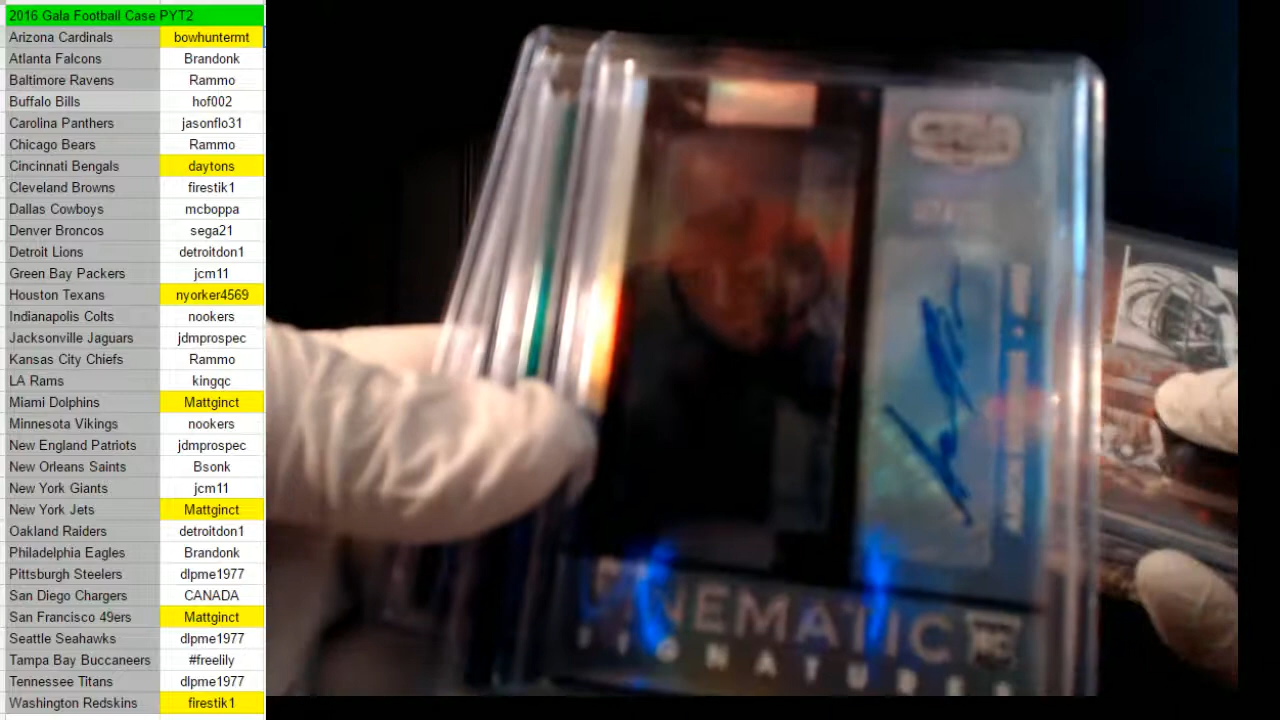 2016 Gala Football Case PYT2
Arizona Cardinals bowhuntermt
Atlanta Falcons Brandonk
Baltimore Ravens Rammo
Buffalo Bills hof002
Carolina Panthers jasonflo31
Chicago Bears Rammo
Cincinnati Bengals daytons
Cleveland Browns firestik1
Dallas Cowboys mcboppa
Denver Broncos sega21
Detroit Lions detroitdon1
Green Bay Packers jcm11
Houston Texans nyorker4569
Indianapolis Colts nookers
Jacksonville Jaguars jdmprospec
Kansas City Chiefs Rammo
LA Rams kingqc
Miami Dolphins Mattginct
Minnesota Vikings nookers
New England Patriots jdmprospec
New Orleans Saints Bsonk
New York Giants jcm11
New York Jets Mattginct
Oakland Raiders detroitdon1
Philadelphia Eagles Brandonk
Pittsburgh Steelers dlpme1977
San Diego Chargers CANADA
San Francisco 49ers Mattginct
Seattle Seahawks dlpme1977
Tampa Bay Buccaneers #freelily
Tennessee Titans dlpme1977
Washington Redskins firestik1
GALA
CINEMATIC RC
SIGNATURES